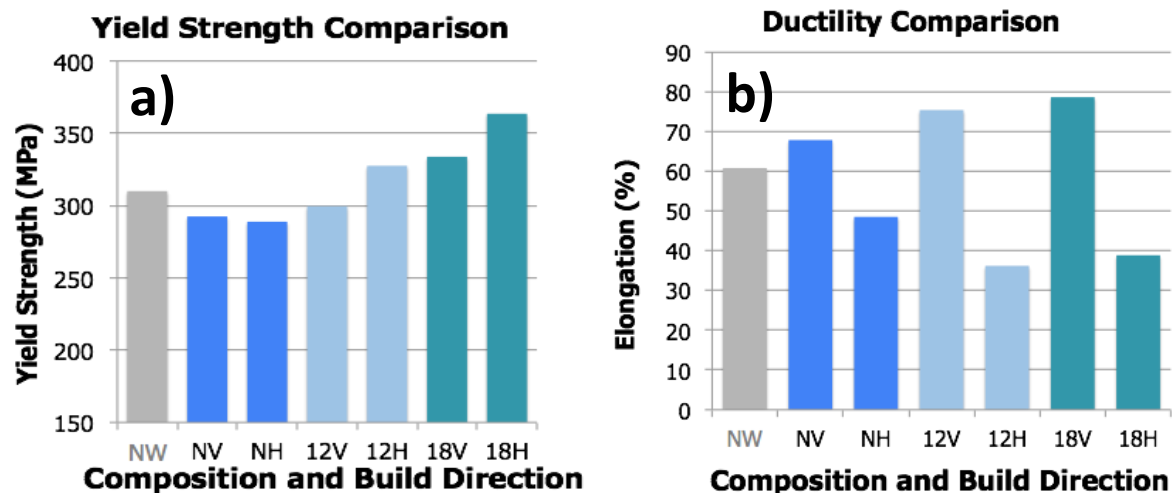 Yield Strength Comparison
a)
Yield Strength (MPa)
400
350
300
250
200
150
NW NV NH 12V 12H 18V 18H
Composition and Build Direction
Ductility Comparison
b)
Elongation (%)
90
80
70
60
50
40
30
20
10
0
NW NV NH 12V 12H 18V 18H
Composition and Build Direction